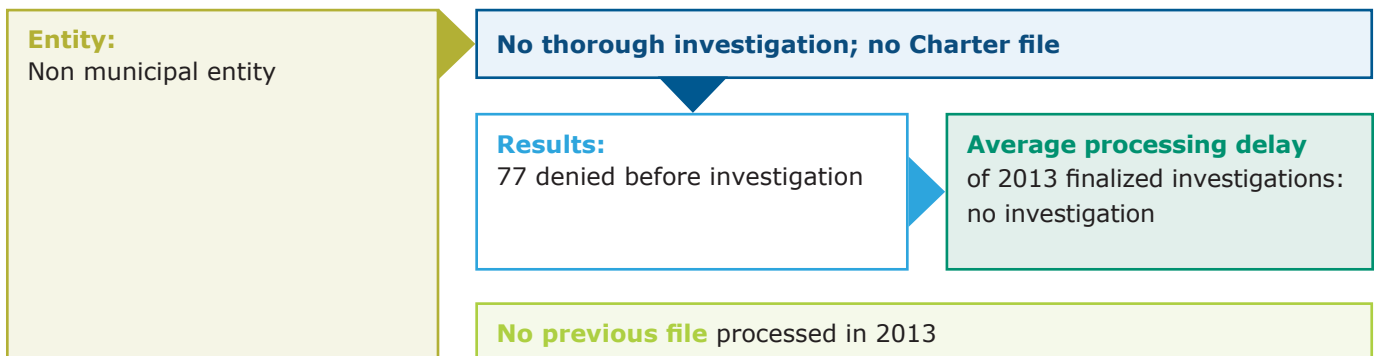 Entity:
Non municipal entity
No thorough investigation; no Charter file
Results:
77 denied before investigation
Average processing delay
of 2013 finalized investigations:
no investigation
No previous file processed in 2013